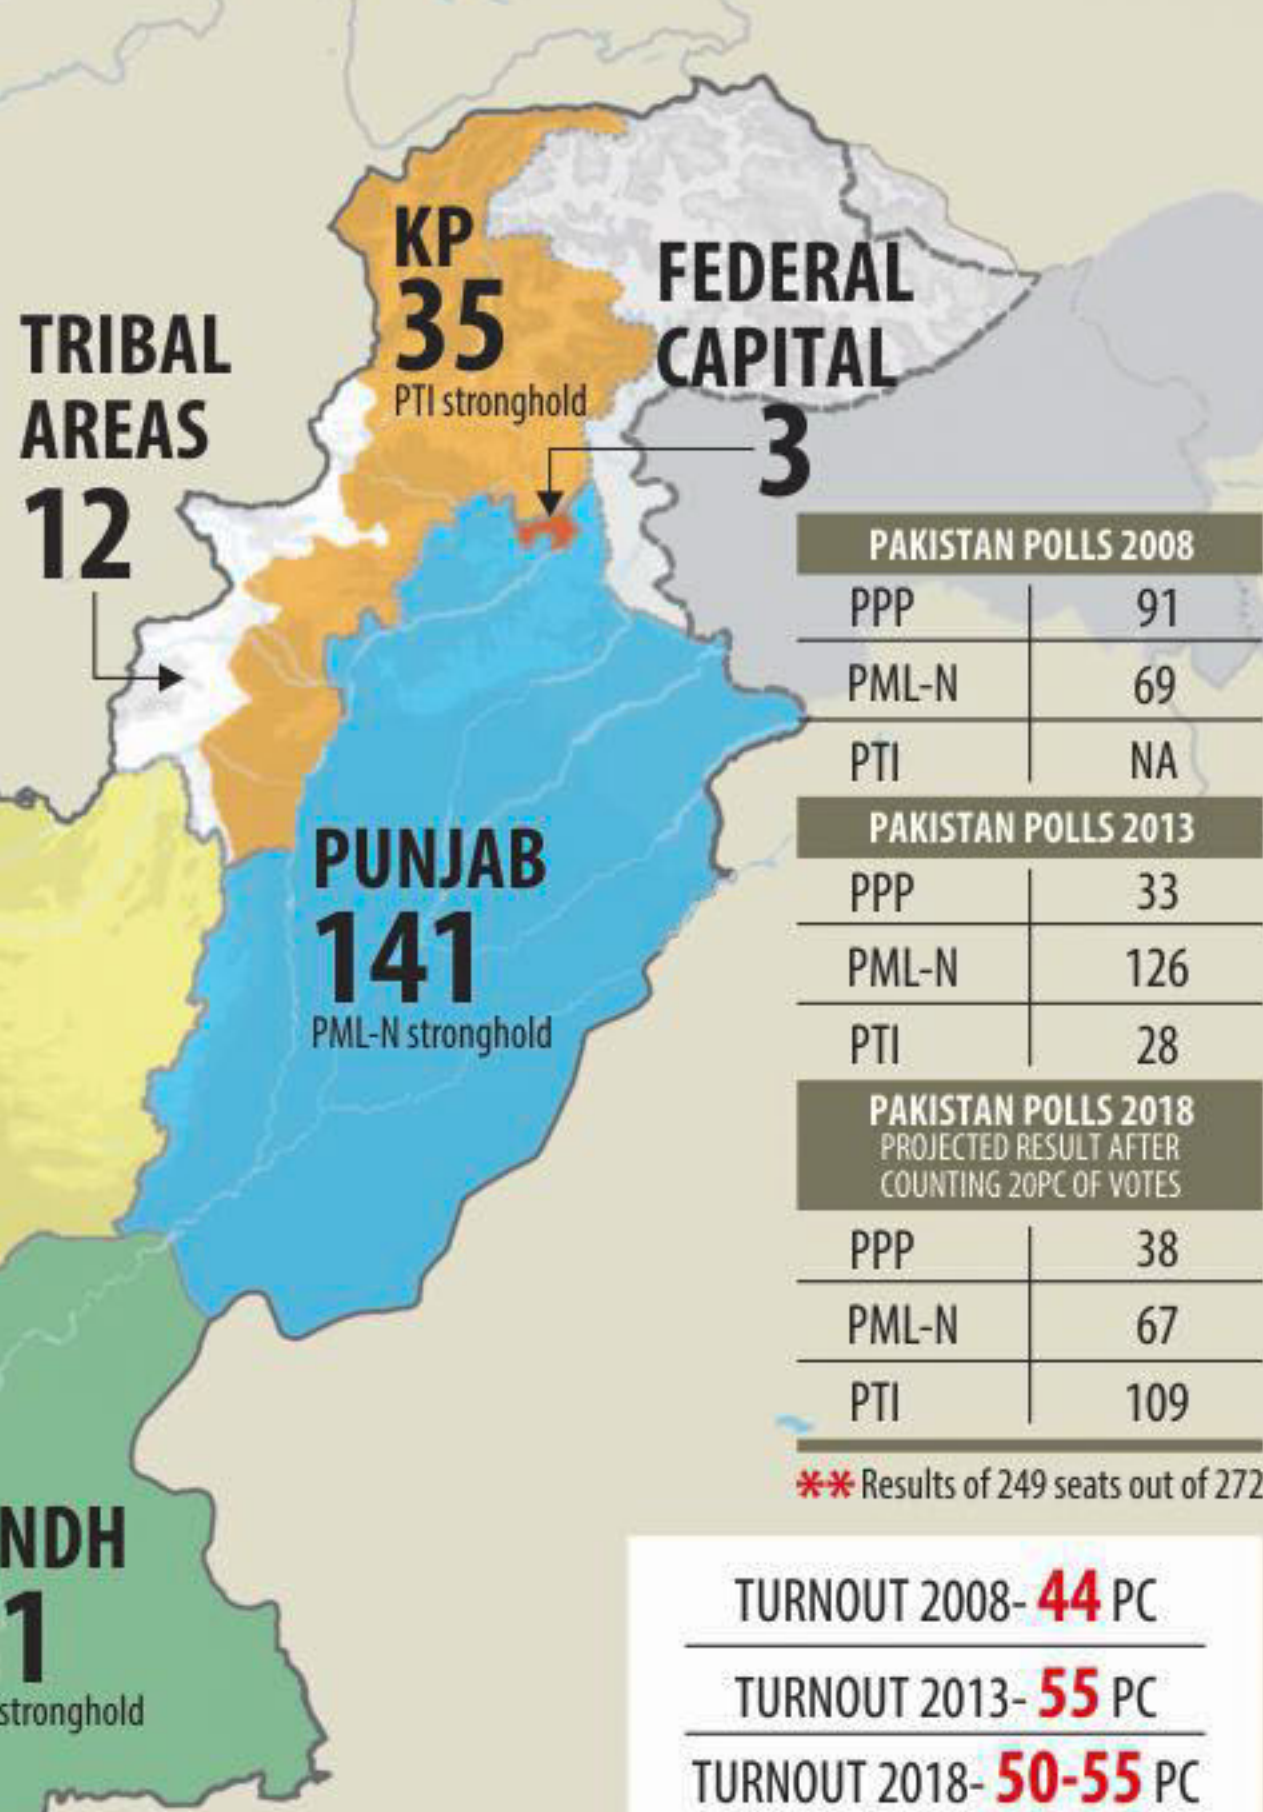 KP
35
PTI stronghold
FEDERAL
CAPITAL
3
TRIBAL
AREAS
12
PUNJAB
141
PML-N stronghold
NDH
1
stronghold
PAKISTAN POLLS 2008
PPP 91
PML-N 69
PTI NA
PAKISTAN POLLS 2013
PPP 33
PML-N 126
PTI 28
PAKISTAN POLLS 2018
PROJECTED RESULT AFTER
COUNTING 20PC OF VOTES
PPP 38
PML-N 67
PTI 109
** Results of 249 seats out of 272
TURNOUT 2008- 44 PC
TURNOUT 2013- 55 PC
TURNOUT 2018- 50-55 PC